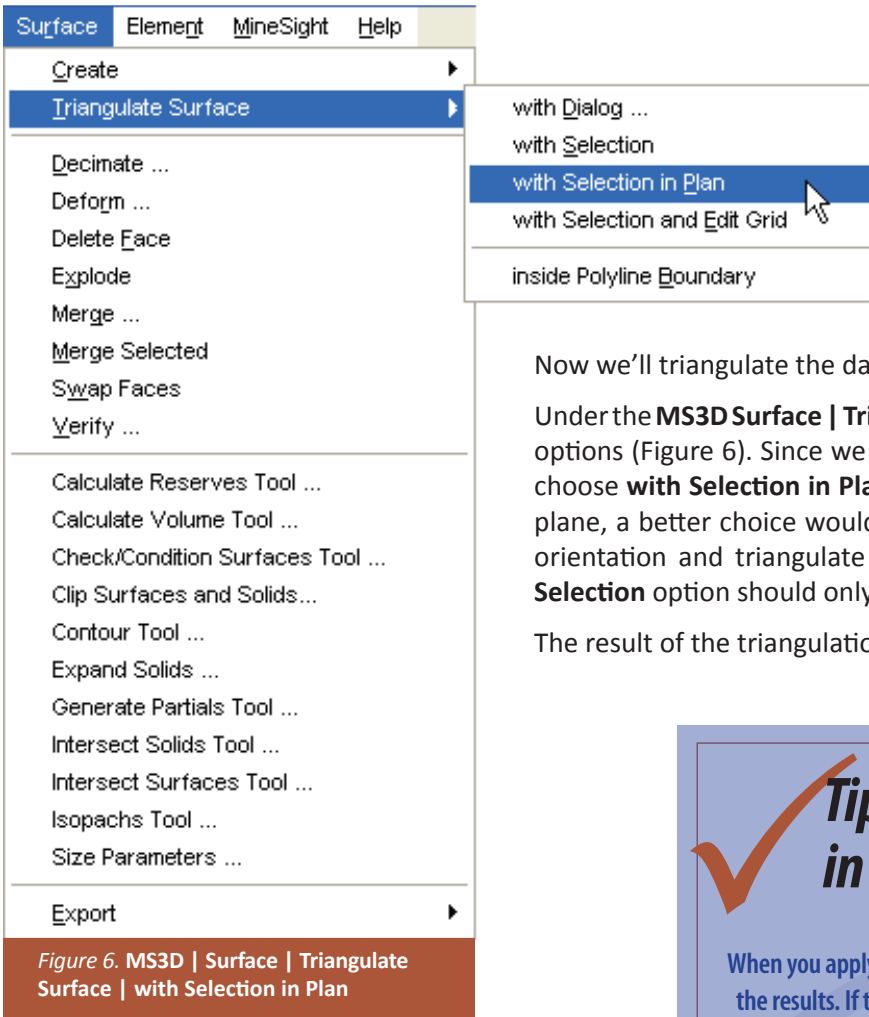 Surface Element MineSight Help
Create
Triangulate Surface
Decimate ...
Deform ...
Delete Face
Explode
Merge ...
Merge Selected
Swap Faces
Verify ...
Calculate Reserves Tool ...
Calculate Volume Tool ...
Check/Condition Surfaces Tool ...
Clip Surfaces and Solids...
Contour Tool ...
Expand Solids ...
Generate Partials Tool ...
Intersect Solids Tool ...
Intersect Surfaces Tool ...
Isopachs Tool ...
Size Parameters ...
Export
with Dialog ...
with Selection
with Selection in Plan
with Selection and Edit Grid
inside Polyline Boundary
Figure 6. MS3D | Surface | Triangulate
Surface | with Selection in Plan
Now we'll triangulate the
Under the MS3D Surface |
options (Figure 6). Since we
choose with Selection in
plane, a better choice
orientation and triangulate
Selection option should only
The result of the
in
When you apply
the results. If